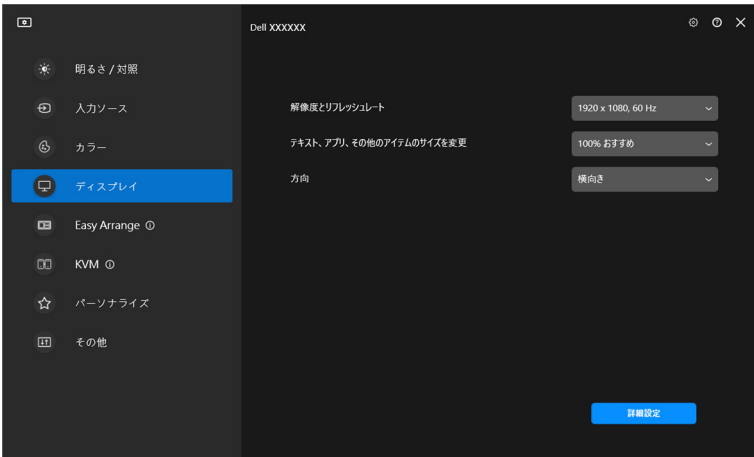 Dell XXXXXX
明るさ / 対照
入力ソース
カラー
ディスプレイ
Easy Arrange
KVM
パーソナライズ
その他
解像度とリフレッシュレート
1920 x 1080, 60 Hz
テキスト、アプリ、その他のアイテムのサイズを変更
100% おすすめ
方向
横向き
詳細設定